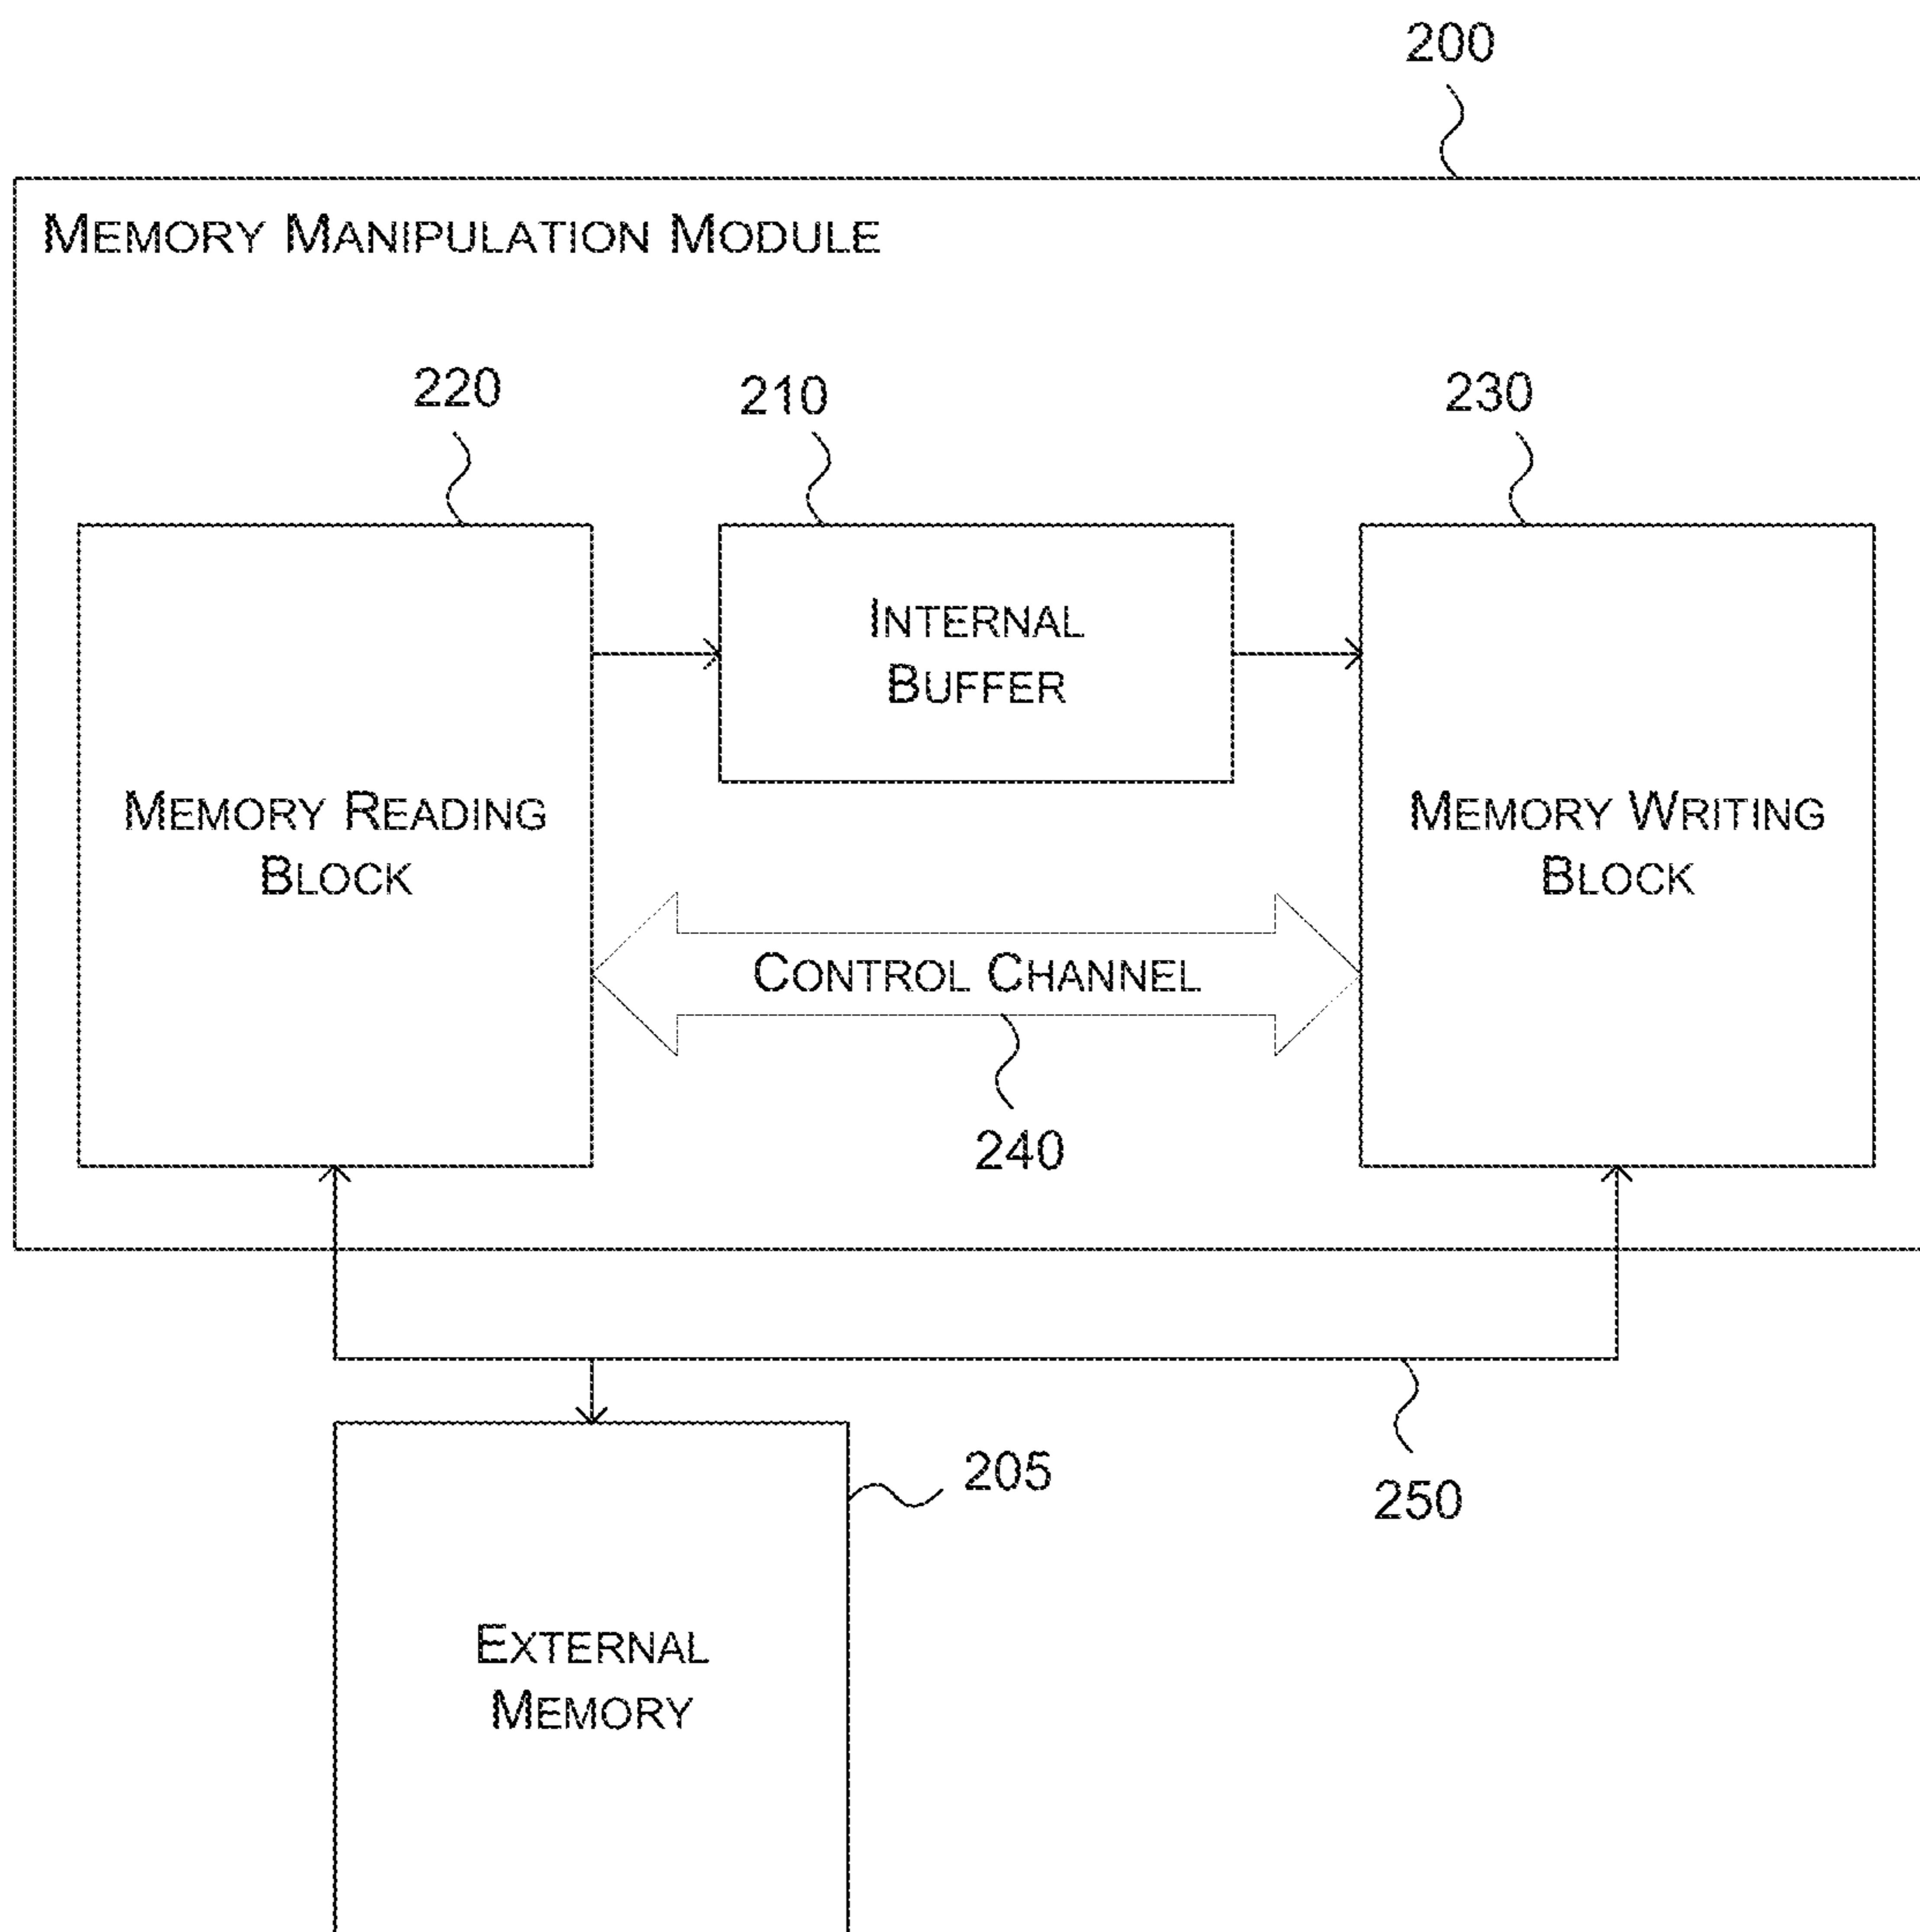 200
MEMORY MANIPULATION MODULE
220
210
230
INTERNAL
BUFFER
MEMORY READING
BLOCK
MEMORY WRITING
BLOCK
CONTROL CHANNEL
240
205
250
EXTERNAL
MEMORY